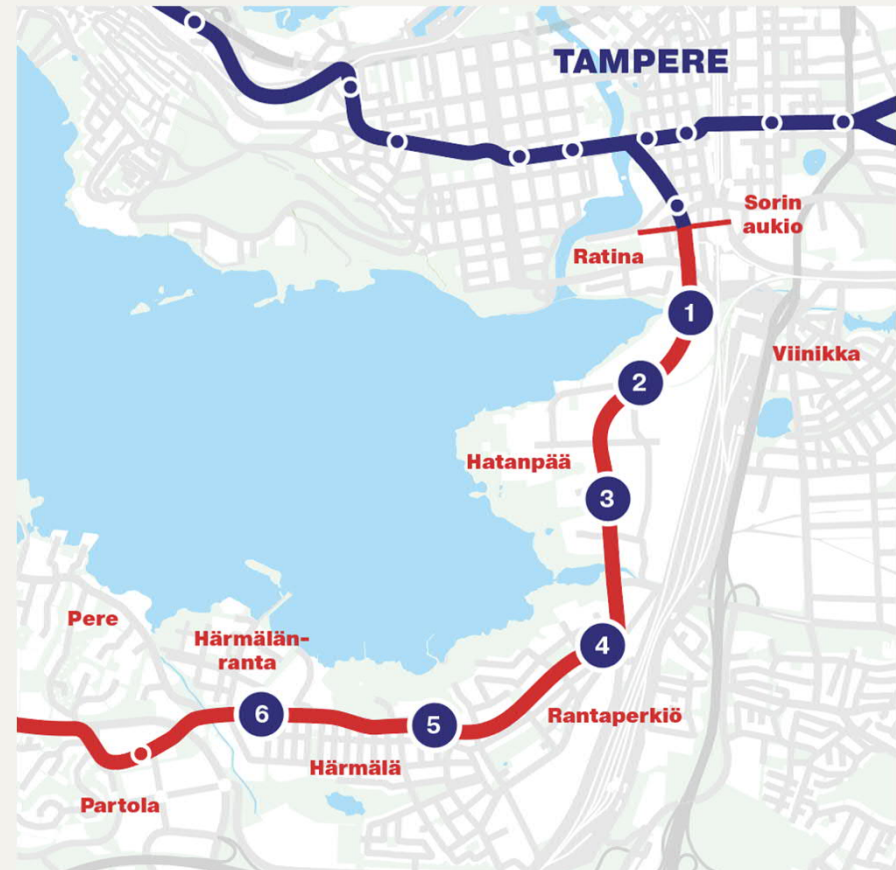 TAMPERE
Sorin
aukio
Ratina
1
Viinikka
2
Hatanpää
3
Pere
Härmälän-
ranta
4
6
5
Rantaperkiö
Härmälä
Partola